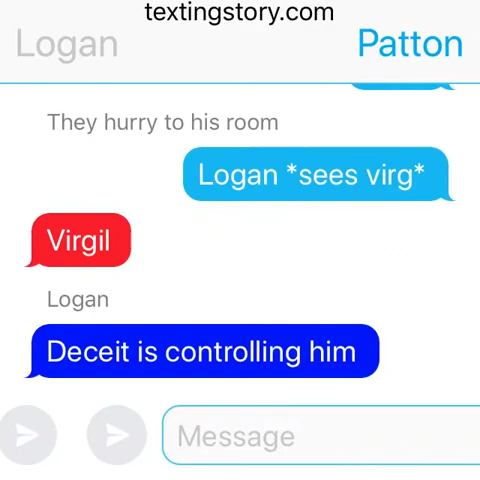 textingstory.com
Logan
Patton
They hurry to his room
Logan *sees virg*
Virgil
Logan
Deceit is controlling him
Message